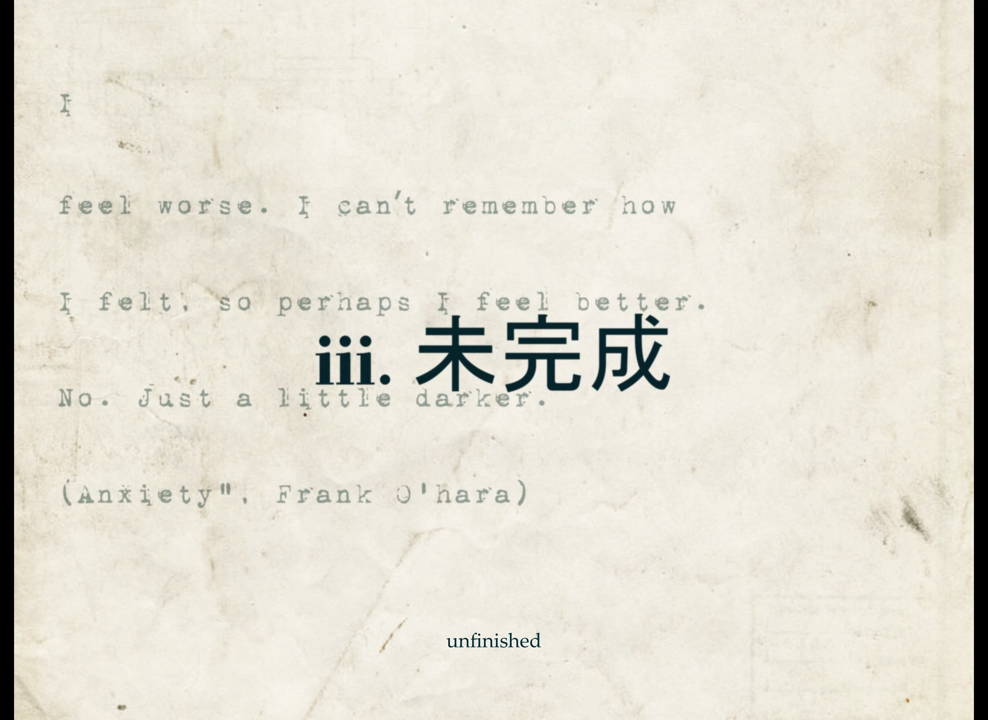 I
feel worse. I can't remember how
I felt, so perhaps I feel better.
iii. 未完成
No. Just a little darker.
(Anxiety", Frank O'hara)
unfinished